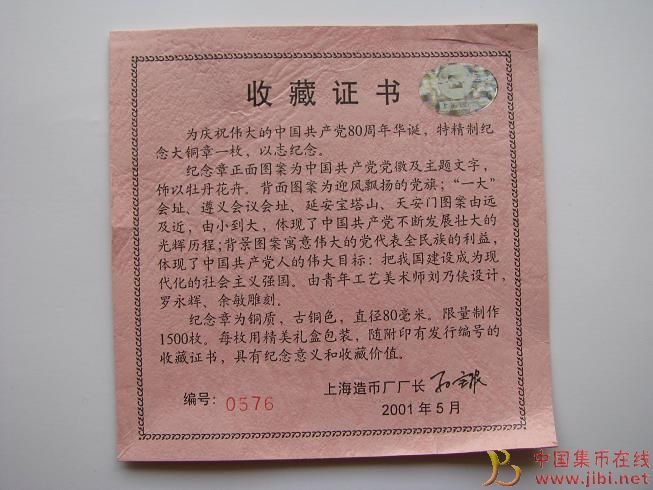 收藏证书
为庆祝伟大的中国共产党80周年华诞，特精制纪
念大铜章一枚，以志纪念。
纪念章正面图案为中国共产党党徽及主题文字，
饰以牡丹花卉。背面图案为迎风飘扬的党旗；“一大”
会址、遵义会议会址、延安宝塔山、天安门图案由远
及近，由小到大，体现了中国共产党不断发展壮大的
光辉历程；背景图案寓意伟大的党代表全民族的利益，
体现了中国共产党人的伟大目标：把我国建设成为现
代化的社会主义强国。由青年工艺美术师刘乃侠设计，
罗永辉、余敏雕刻。
纪念章为铜质，古铜色，直径80毫米。限量制作
1500枚。每枚用精美礼盒包装，随附印有发行编号的
收藏证书，具有纪念意义和收藏价值。
编号：0576
上海造币厂厂长
2001年5月
中国集币在线
www.jibi.net